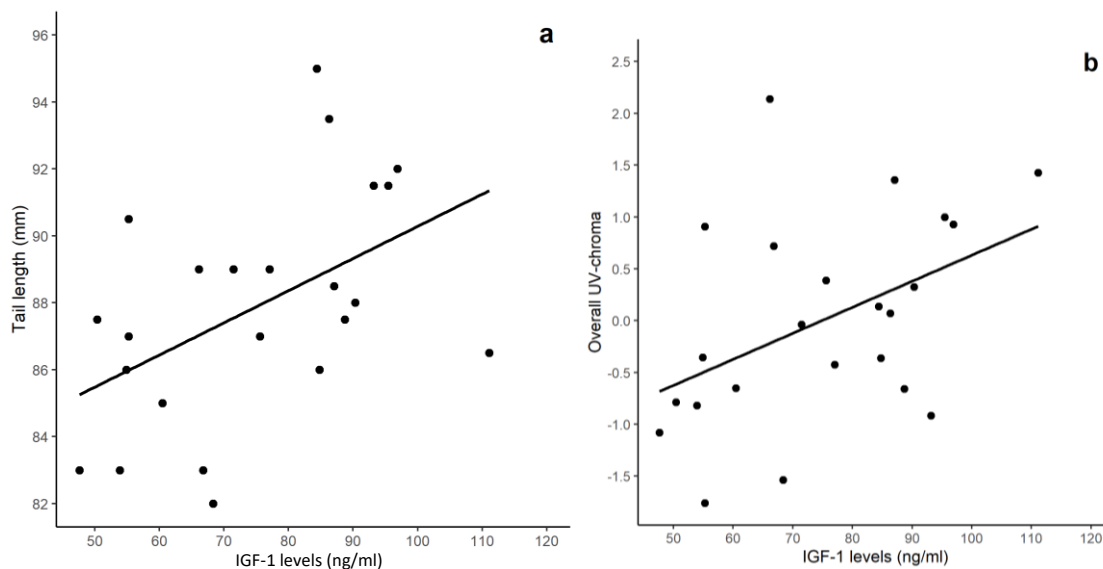 a
Tail length (mm)
96
94
92
90
88
86
84
82
50 60 70 80 90 100 110 120
IGF-1 levels (ng/ml)
b
Overall UV-chroma
2.5
2.0
1.5
1.0
0.5
0.0
-0.5
-1.0
-1.5
50 60 70 80 90 100 110 120
IGF-1 levels (ng/ml)